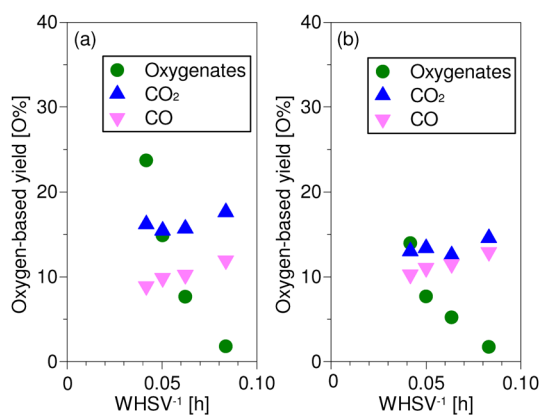 (a)
Oxygenates
CO₂
CO
Oxygen-based yield [O%]
40
30
20
10
0
0
0.05
0.10
WHSV⁻¹ [h]
(b)
Oxygenates
CO₂
CO
Oxygen-based yield [O%]
40
30
20
10
0
0
0.05
0.10
WHSV⁻¹ [h]